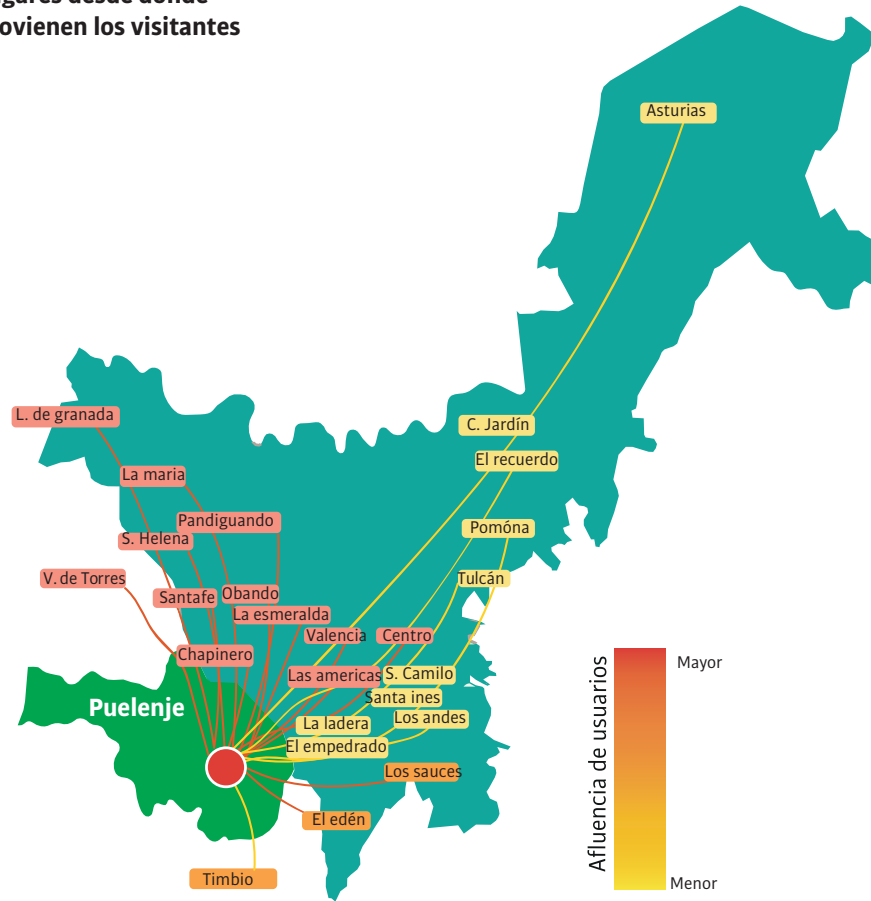 ovienen los visitantes
Asturias
L. de granada
C. Jardín
El recuerdo
La maria
Pandiguando
Pomóna
S. Helena
V. de Torres
Tulcán
Santafe
Obando
La esmeralda
Valencia
Centro
Chapinero
Las americas
S. Camilo
Santa ines
Puelenje
La ladera
Los andes
El empedrado
Los sauces
El edén
Timbio
Afluencia de usuarios
Mayor
Menor